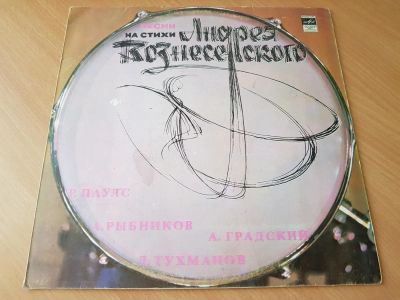 ПЕСНИ
НА СТИХИ Андрея
Вознесенского
Р. ПАУЛС
А. РЫБНИКОВ
А. ГРАДСКИЙ
Д. ТУХМАНОВ